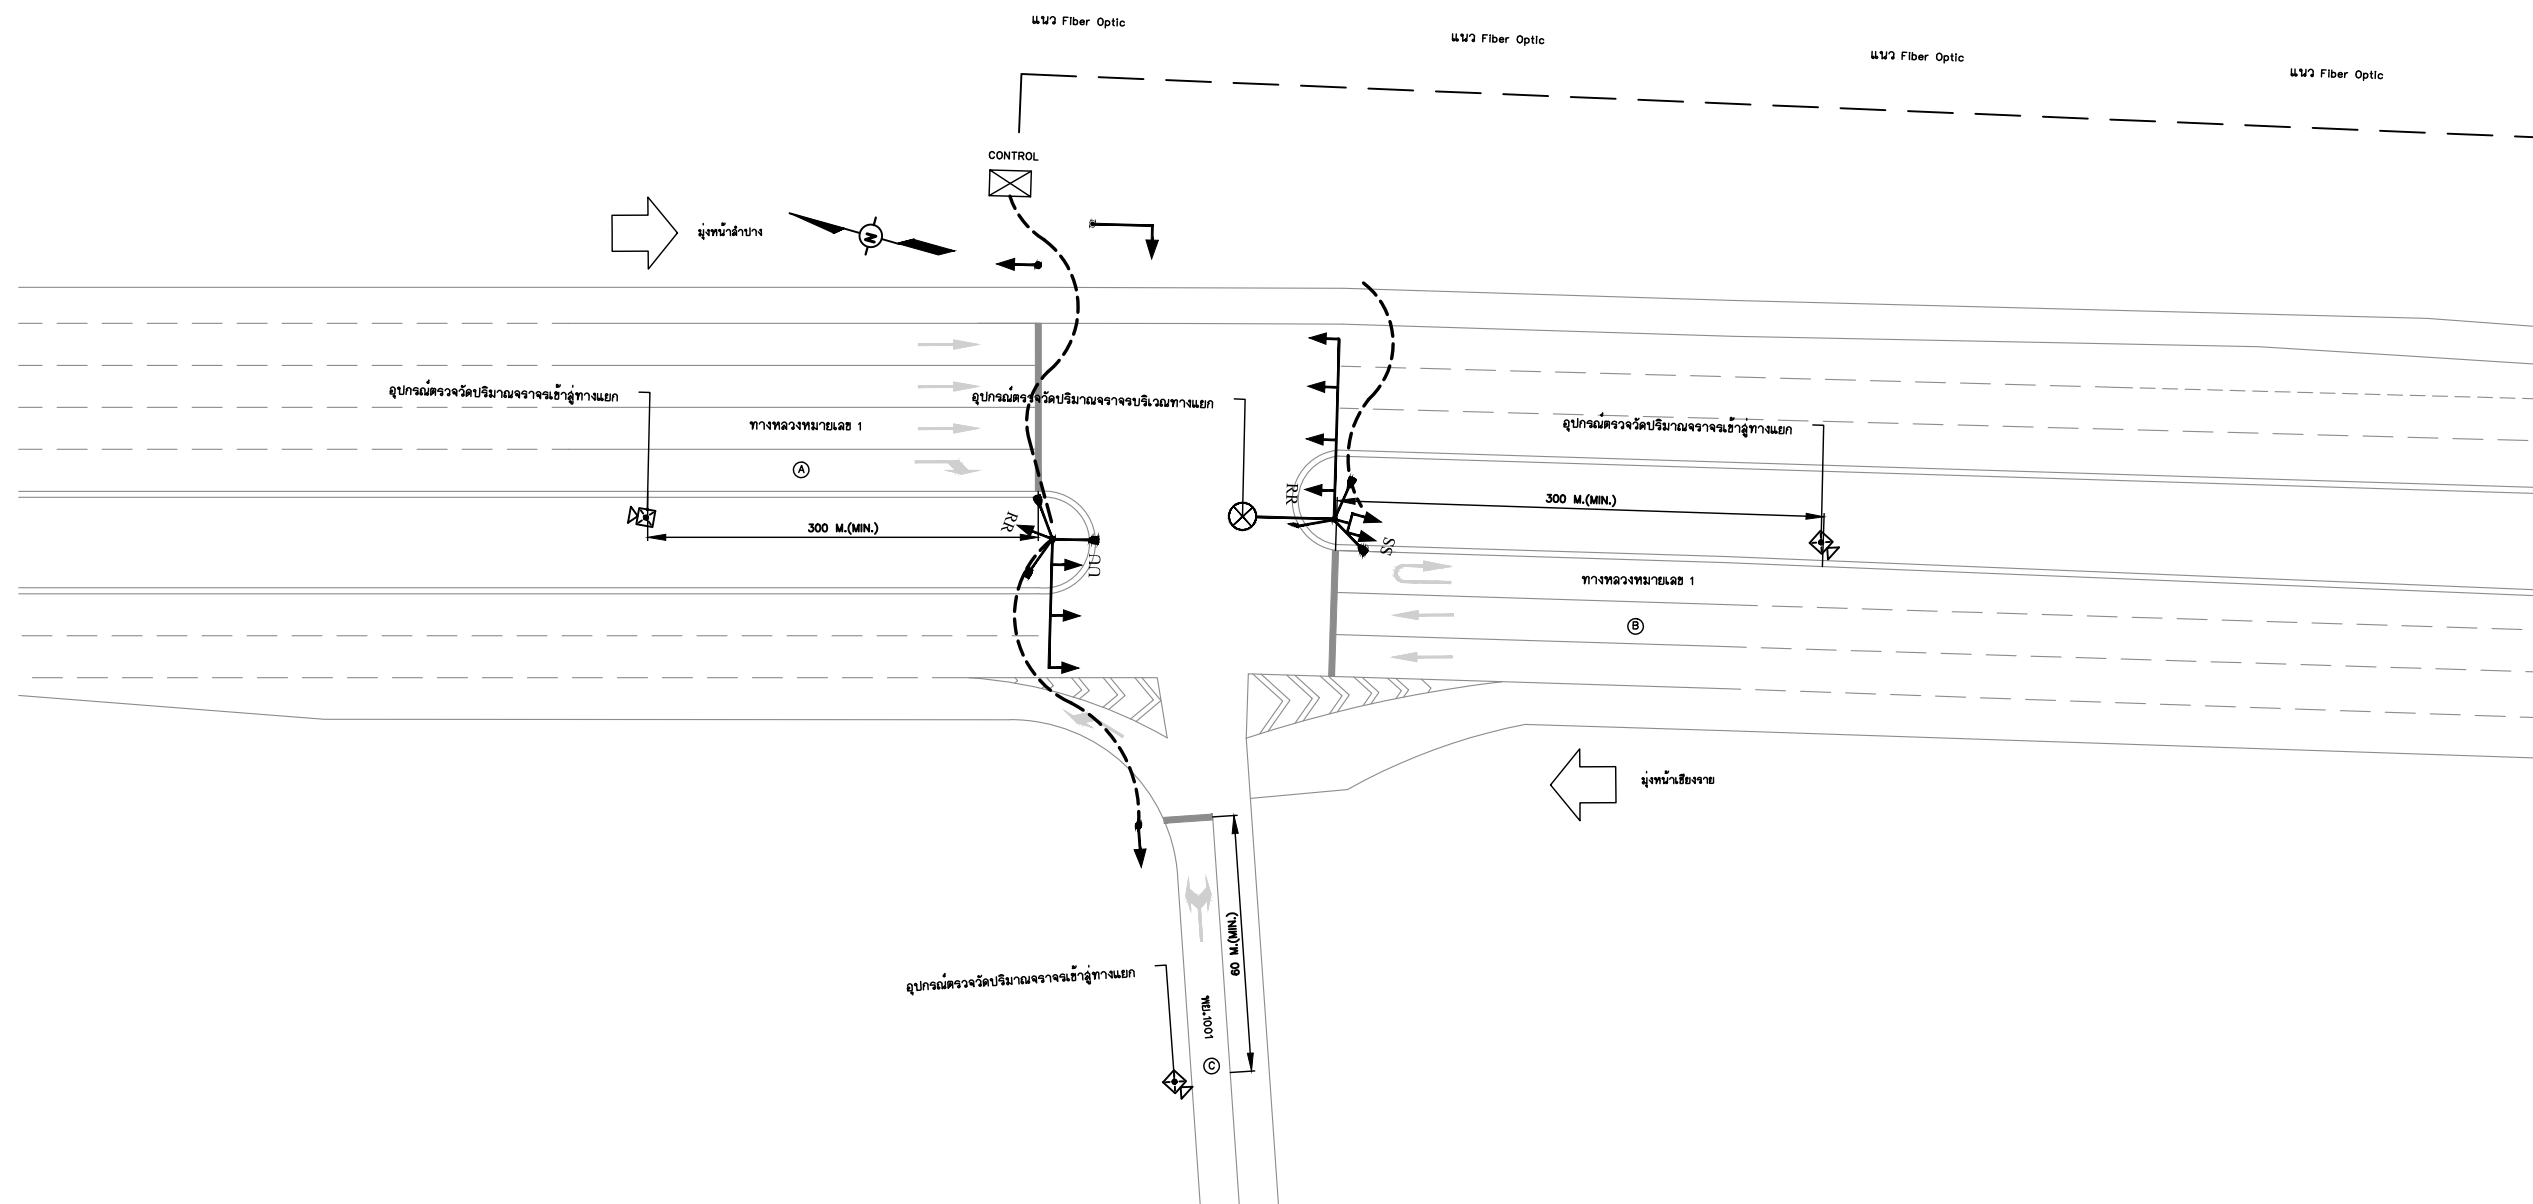 แนว Fiber Optic
แนว Fiber Optic
แนว Fiber Optic
แนว Fiber Optic
CONTROL
มุ่งหน้าลำปาง
N
อุปกรณ์ตรวจวัดปริมาณจราจรเข้าสู่ทางแยก
อุปกรณ์ตรวจวัดปริมาณจราจรบริเวณทางแยก
อุปกรณ์ตรวจวัดปริมาณจราจรเข้าสู่ทางแยก
ทางหลวงหมายเลข 1
A
RR
300 M.(MIN.)
RR
300 M.(MIN.)
SS
UU
ทางหลวงหมายเลข 1
B
มุ่งหน้าเชียงราย
60 M.(MIN.)
อุปกรณ์ตรวจวัดปริมาณจราจรเข้าสู่ทางแยก
พย.1001
C